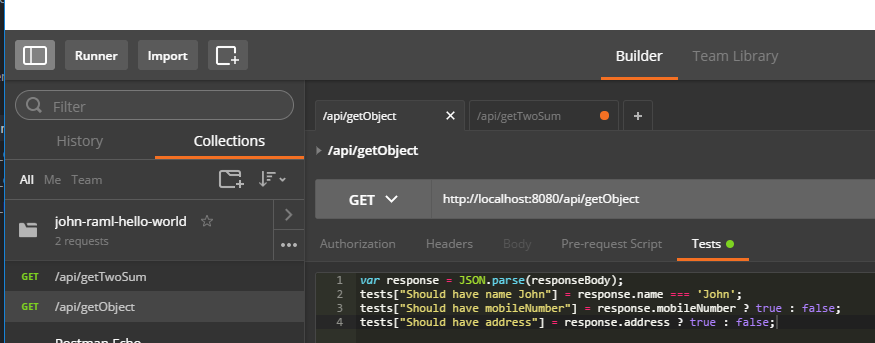 Runner
Import
Builder
Team Library
Filter
History
Collections
All Me Team
john-raml-hello-world
2 requests
GET /api/getTwoSum
GET /api/getObject
Postman Echo
/api/getObject
/api/getTwoSum
/api/getObject
GET
http://localhost:8080/api/getObject
Authorization
Headers
Body
Pre-request Script
Tests
1 var response = JSON.parse(responseBody);
2 tests["Should have name John"] = response.name === 'John';
3 tests["Should have mobileNumber"] = response.mobileNumber ? true : false;
4 tests["Should have address"] = response.address ? true : false;